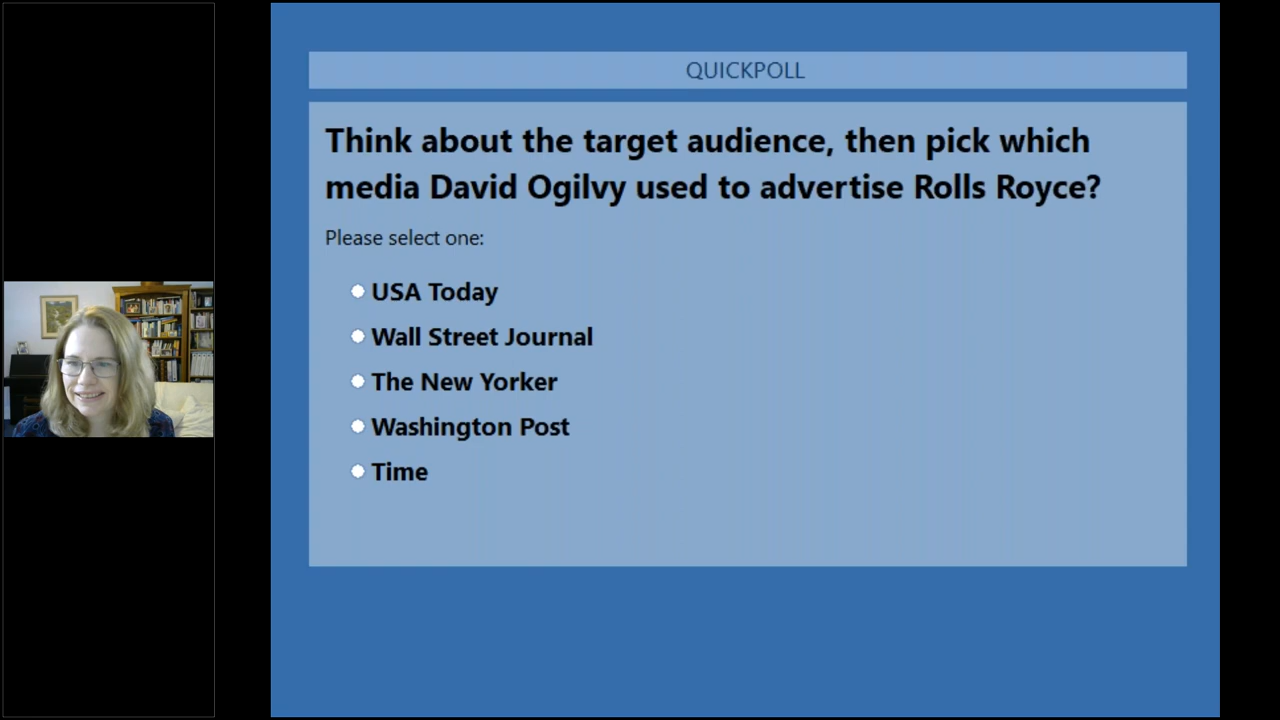 QUICKPOLL
Think about the target audience, then pick which
media David Ogilvy used to advertise Rolls Royce?
Please select one:
USA Today
Wall Street Journal
The New Yorker
Washington Post
Time